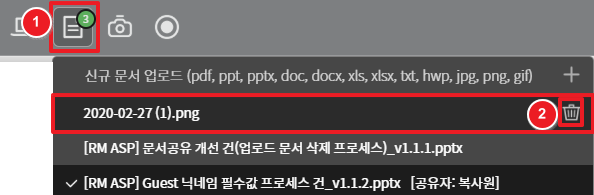 1
3
신규 문서 업로드 (pdf, ppt, pptx, doc, docx, xls, xlsx, txt, hwp, jpg, png, gif)
2020-02-27 (1).png
2
[RM ASP] 문서공유 개선 건(업로드 문서 삭제 프로세스)_v1.1.1.pptx
[RM ASP] Guest 닉네임 필수값 프로세스 건_v1.1.2.pptx [공유자: 복사원]